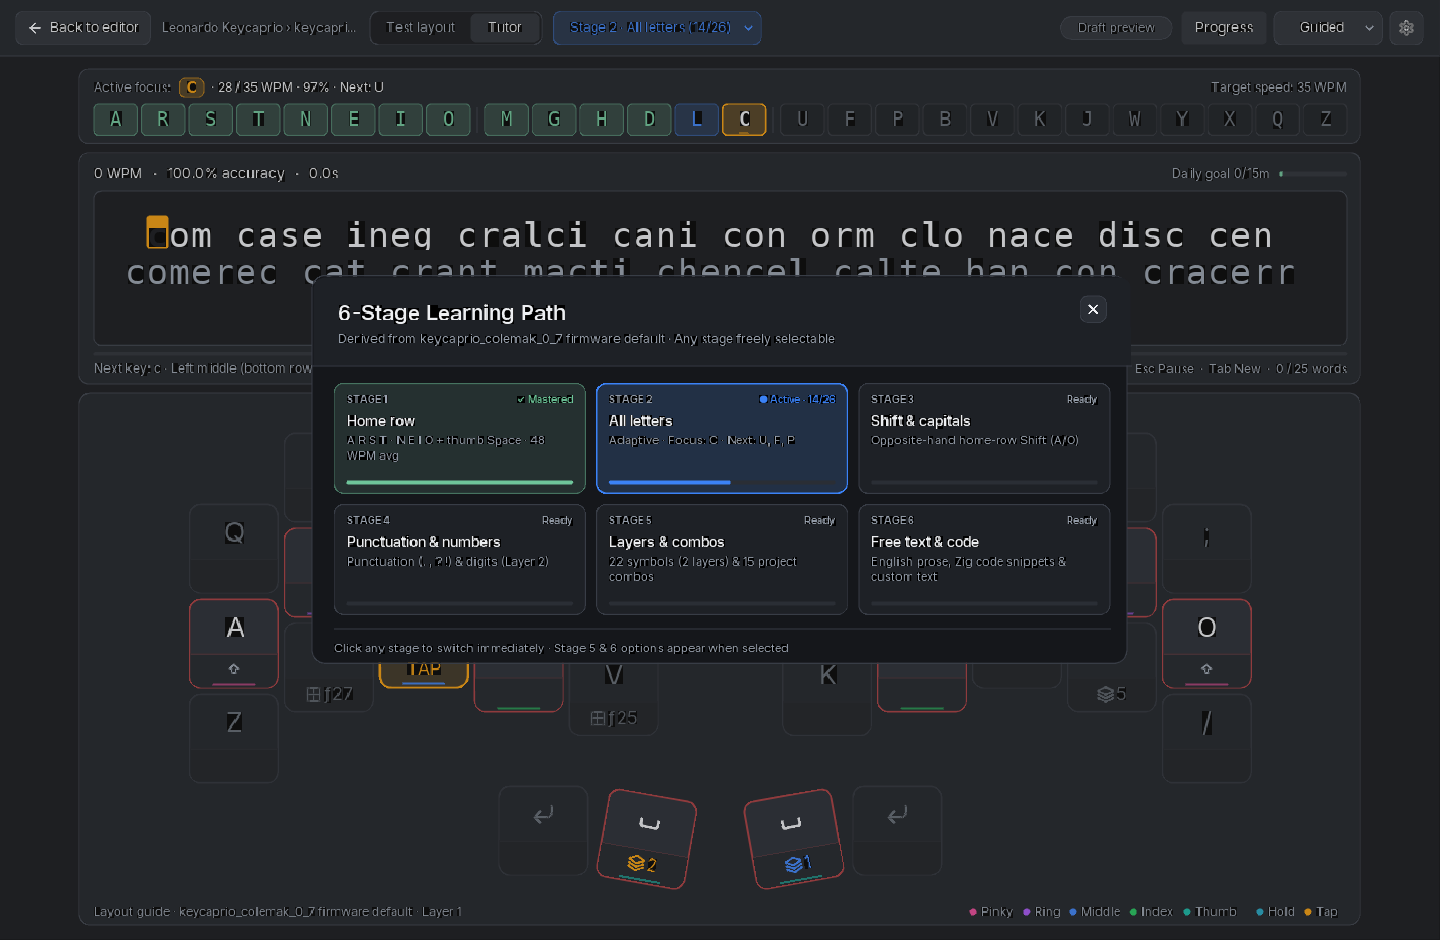 Back to editor
Leonardo Keycaprio › keycapri...
Test layout
Tutor
Stage 2 · All letters (14/26)
Draft preview
Progress
Guided
Active focus: C · 28 / 35 WPM · 97% · Next: U
Target speed: 35 WPM
A R S T N E I O M G H D L C U F P B V K J W Y X Q Z
0 WPM · 100.0% accuracy · 0.0s
Daily goal 0/15m
com case ineg cralci cani con orm clo nace disc cen
comerec cat crant macti chencel calte han con cracerr
6-Stage Learning Path
Derived from keycaprio_colemak_0_7 firmware default · Any stage freely selectable
Next key: c · Left middle (bottom row
Esc Pause · Tab New · 0 / 25 words
STAGE 1
✓ Mastered
Home row
A R S T · N E I O + thumb Space · 48
WPM avg
STAGE 2
Active · 14/26
All letters
Adaptive · Focus: C · Next: U, F, P
STAGE 3
Ready
Shift & capitals
Opposite-hand home-row Shift (A/O)
STAGE 4
Ready
Punctuation & numbers
Punctuation (. , ? !) & digits (Layer 2)
STAGE 5
Ready
Layers & combos
22 symbols (2 layers) & 15 project
combos
STAGE 6
Ready
Free text & code
English prose, Zig code snippets &
custom text
Click any stage to switch immediately · Stage 5 & 6 options appear when selected
Q
;
A
O
TAP
V
K
ƒ27
5
ƒ25
Z
/
2
1
Layout guide · keycaprio_colemak_0_7 firmware default · Layer 1
Pinky
Ring
Middle
Index
Thumb
Hold
Tap